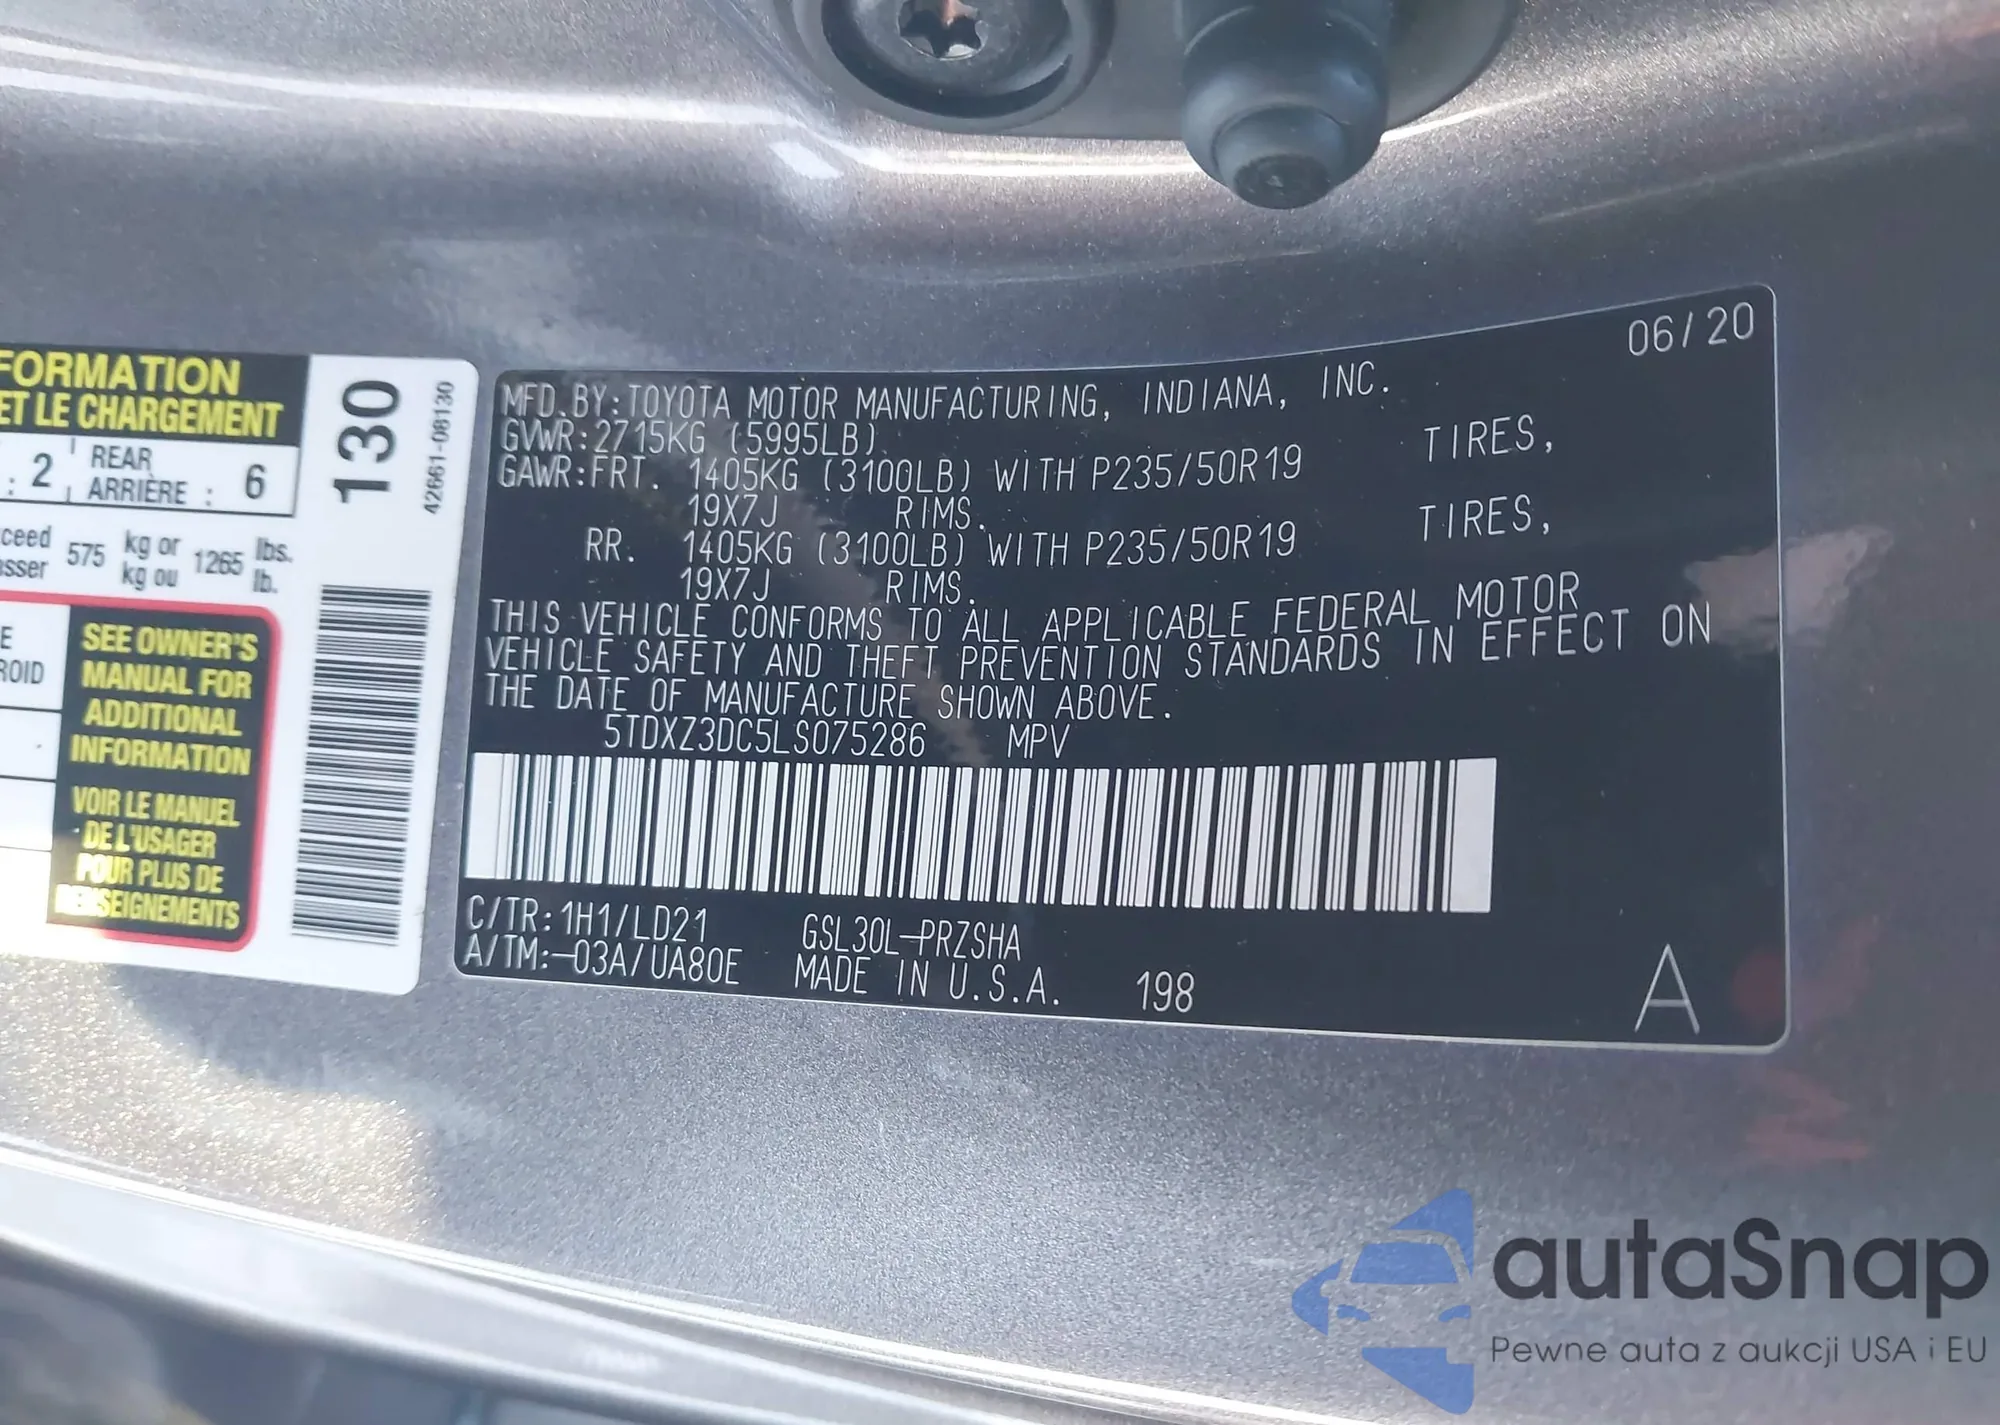 FORMATION
ET LE CHARGEMENT
: 2 REAR ARRIÈRE : 6
575 kg or kg ou 1265 lbs. lb.
SEE OWNER'S
MANUAL FOR
ADDITIONAL
INFORMATION
VOIR LE MANUEL
DE L'USAGER
POUR PLUS DE
RENSEIGNEMENTS
130
42661-08130
06/20
MFD.BY:TOYOTA MOTOR MANUFACTURING, INDIANA, INC.
GVWR:2715KG (5995LB).
GAWR:FRT. 1405KG (3100LB) WITH P235/50R19 TIRES,
19X7J RIMS.
RR. 1405KG (3100LB) WITH P235/50R19 TIRES,
19X7J RIMS.
THIS VEHICLE CONFORMS TO ALL APPLICABLE FEDERAL MOTOR
VEHICLE SAFETY AND THEFT PREVENTION STANDARDS IN EFFECT ON
THE DATE OF MANUFACTURE SHOWN ABOVE.
5TDXZ3DC5LS075286 MPV
C/TR:1H1/LD21 GSL30L-PRZSHA
A/TM:-03A/UA80E MADE IN U.S.A. 198
A
autaSnap
Pewne auta z aukcji USA i EU